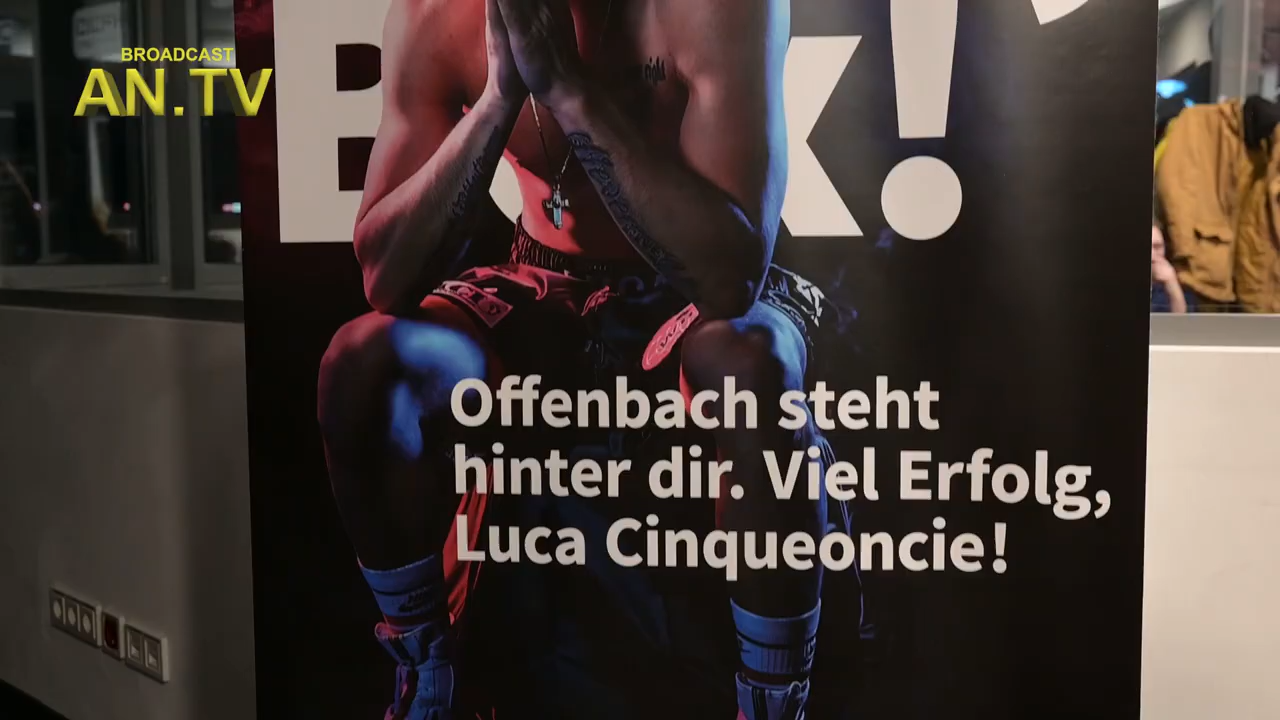 BROADCAST
AN.TV
Offenbach steht
hinter dir. Viel Erfolg,
Luca Cinqueoncie!